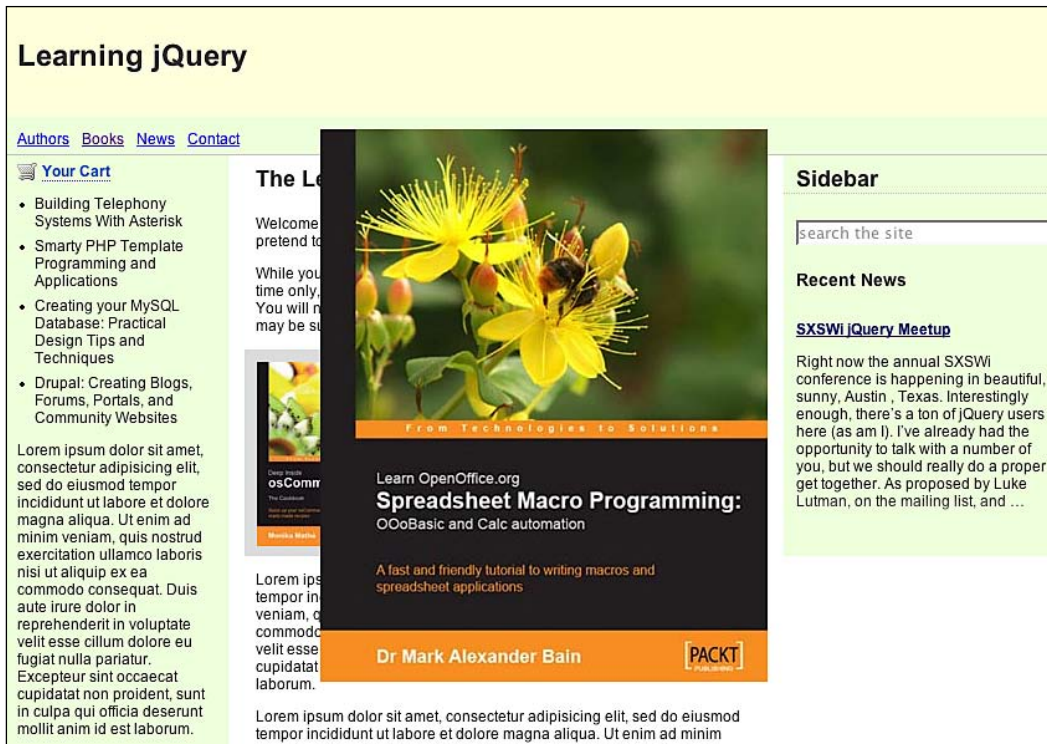 Learning jQuery
Authors Books News Contact
Your Cart
Building Telephony
Systems With Asterisk
Smarty PHP Template
Programming and
Applications
Creating your MySQL
Database: Practical
Design Tips and
Techniques
Drupal: Creating Blogs,
Forums, Portals, and
Community Websites
Lorem ipsum dolor sit amet,
consectetur adipisicing elit,
sed do eiusmod tempor
incididunt ut labore et dolore
magna aliqua. Ut enim ad
minim veniam, quis nostrud
exercitation ullamco laboris
nisi ut aliquip ex ea
commodo consequat. Duis
aute irure dolor in
reprehenderit in voluptate
velit esse cillum dolore eu
fugiat nulla pariatur.
Excepteur sint occaecat
cupidatat non proident, sunt
in culpa qui officia deserunt
mollit anim id est laborum.
The Le
Welcome
pretend to
While you
time only,
You will n
may be su
Deep Inside
osComm
The Cookbook
Monika Mathe
Lorem ips
tempor in
veniam, q
commodo
velit esse
cupidatat
laborum.
Lorem ipsum dolor sit amet, consectetur adipisicing elit, sed do eiusmod
tempor incididunt ut labore et dolore magna aliqua. Ut enim ad minim
From Technologies to Solutions
Learn OpenOffice.org
Spreadsheet Macro Programming:
OOoBasic and Calc automation
A fast and friendly tutorial to writing macros and
spreadsheet applications
Dr Mark Alexander Bain
PACKT
PUBLISHING
Sidebar
search the site
Recent News
SXSWi jQuery Meetup
Right now the annual SXSWi
conference is happening in beautiful,
sunny, Austin , Texas. Interestingly
enough, there's a ton of jQuery users
here (as am I). I've already had the
opportunity to talk with a number of
you, but we should really do a proper
get together. As proposed by Luke
Lutman, on the mailing list, and …